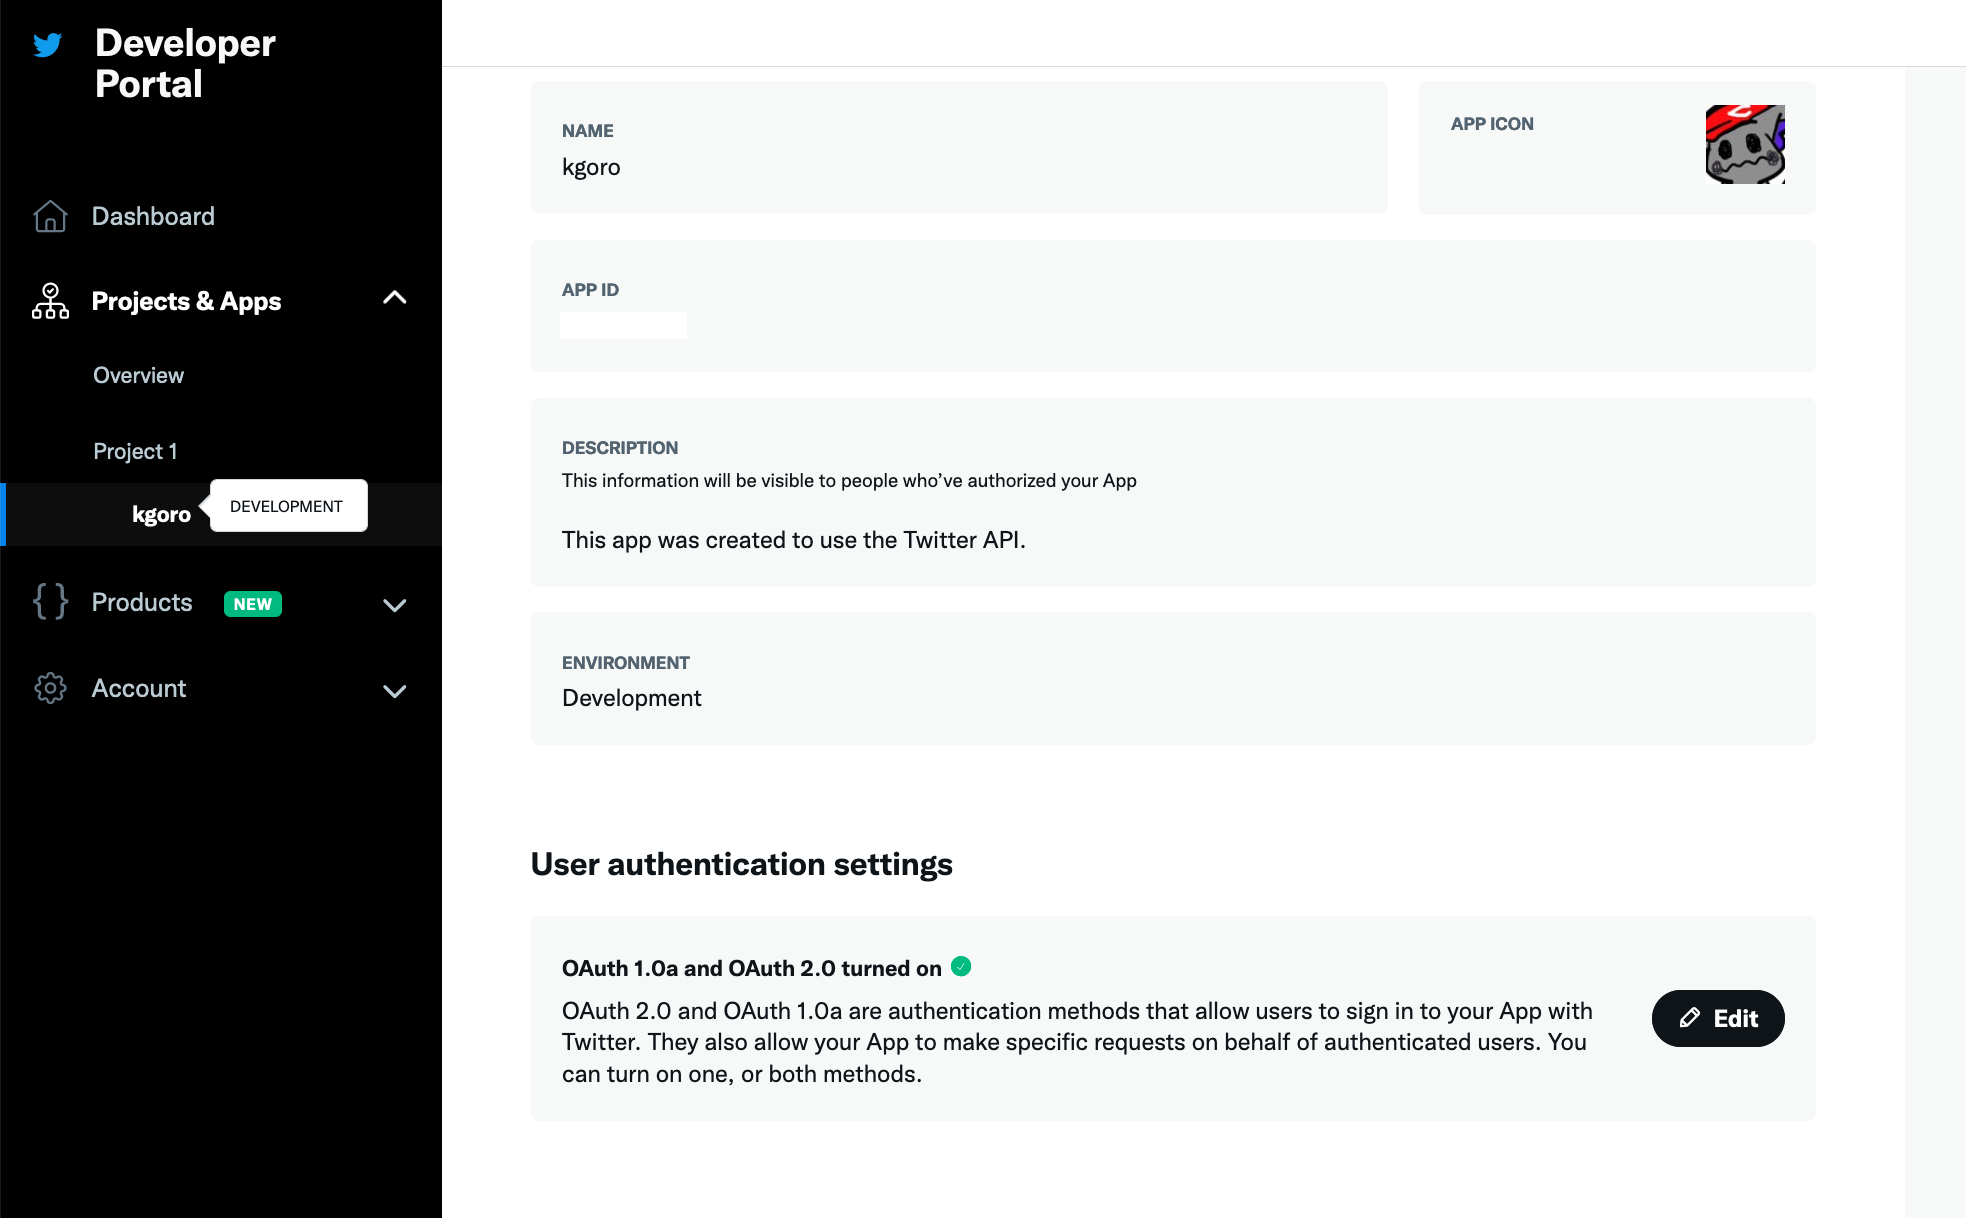 Developer
Portal
Dashboard
Projects & Apps
Overview
Project 1
kgoro
DEVELOPMENT
Products
NEW
Account
NAME
kgoro
APP ICON
APP ID
DESCRIPTION
This information will be visible to people who’ve authorized your App
This app was created to use the Twitter API.
ENVIRONMENT
Development
User authentication settings
OAuth 1.0a and OAuth 2.0 turned on
OAuth 2.0 and OAuth 1.0a are authentication methods that allow users to sign in to your App with
Twitter. They also allow your App to make specific requests on behalf of authenticated users. You
can turn on one, or both methods.
Edit